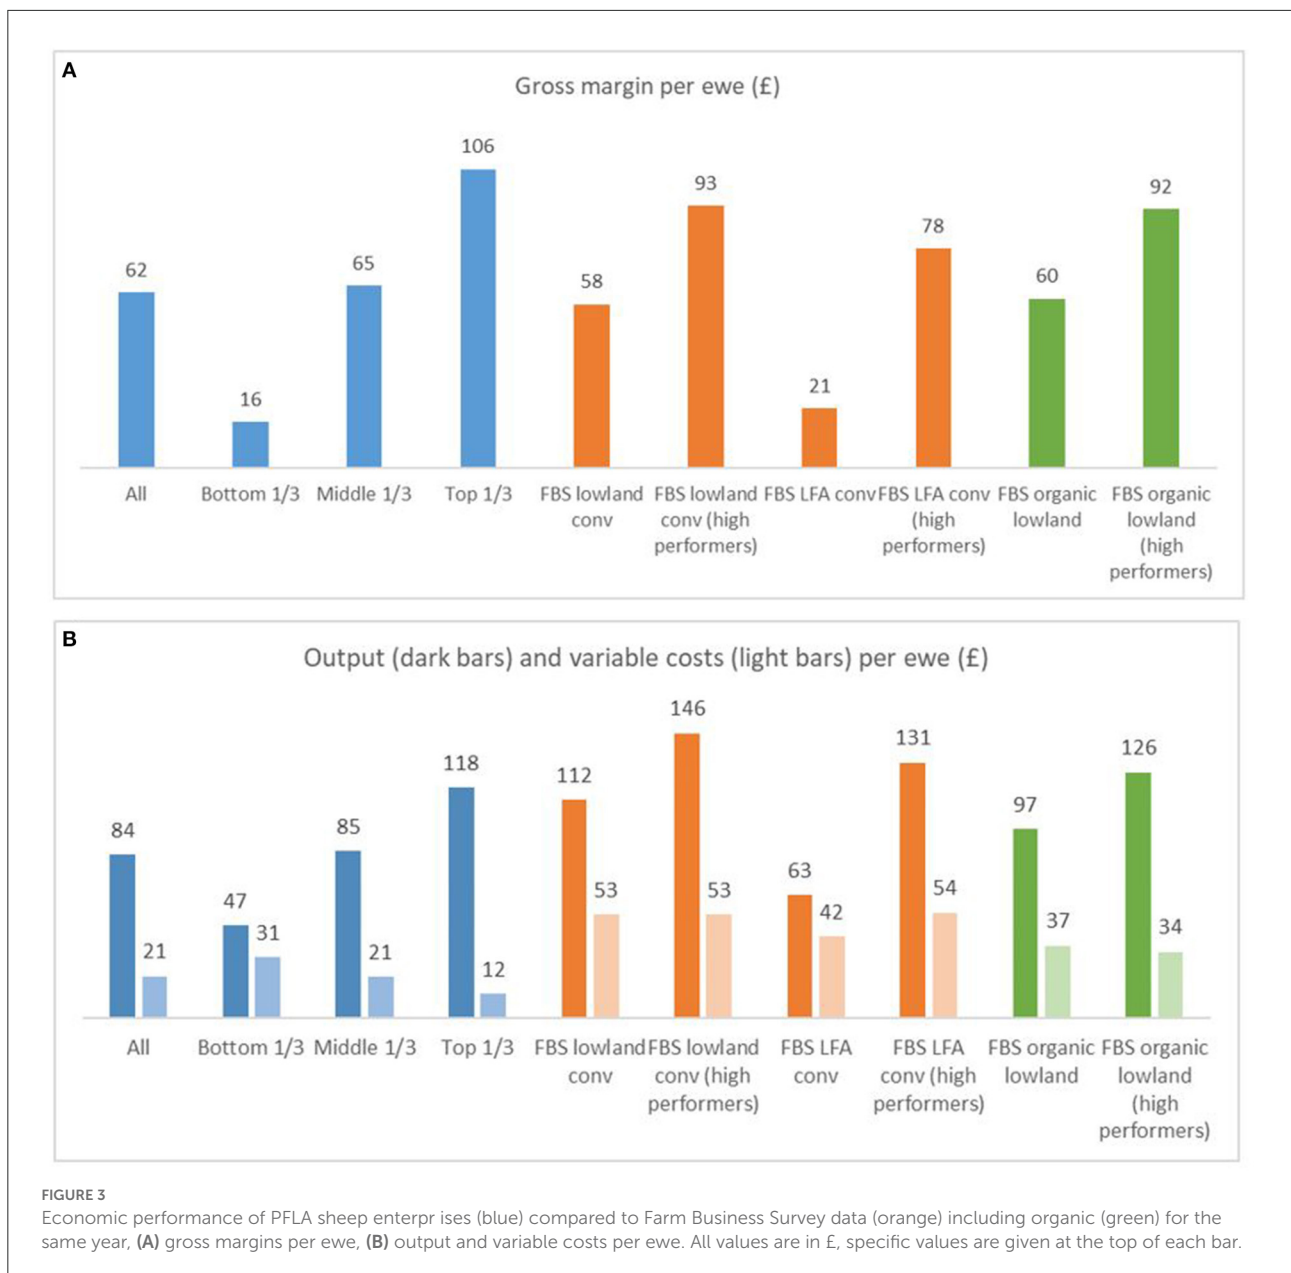 A
Gross margin per ewe (£)
62
16
65
106
58
93
21
78
60
92
All
Bottom 1/3
Middle 1/3
Top 1/3
FBS lowland
conv
FBS lowland
conv (high
performers)
FBS LFA conv
FBS LFA conv
(high
performers)
FBS organic
lowland
FBS organic
lowland
(high
performers)
B
Output (dark bars) and variable costs (light bars) per ewe (£)
84
21
47
31
85
21
118
12
112
53
146
53
63
42
131
54
97
37
126
34
All
Bottom 1/3
Middle 1/3
Top 1/3
FBS lowland
conv
FBS lowland
conv (high
performers)
FBS LFA
conv
FBS LFA
conv (high
performers)
FBS organic
lowland
FBS organic
lowland
(high
performers)
FIGURE 3
Economic performance of PFLA sheep enterpr ises (blue) compared to Farm Business Survey data (orange) including organic (green) for the
same year, (A) gross margins per ewe, (B) output and variable costs per ewe. All values are in £, specific values are given at the top of each bar.